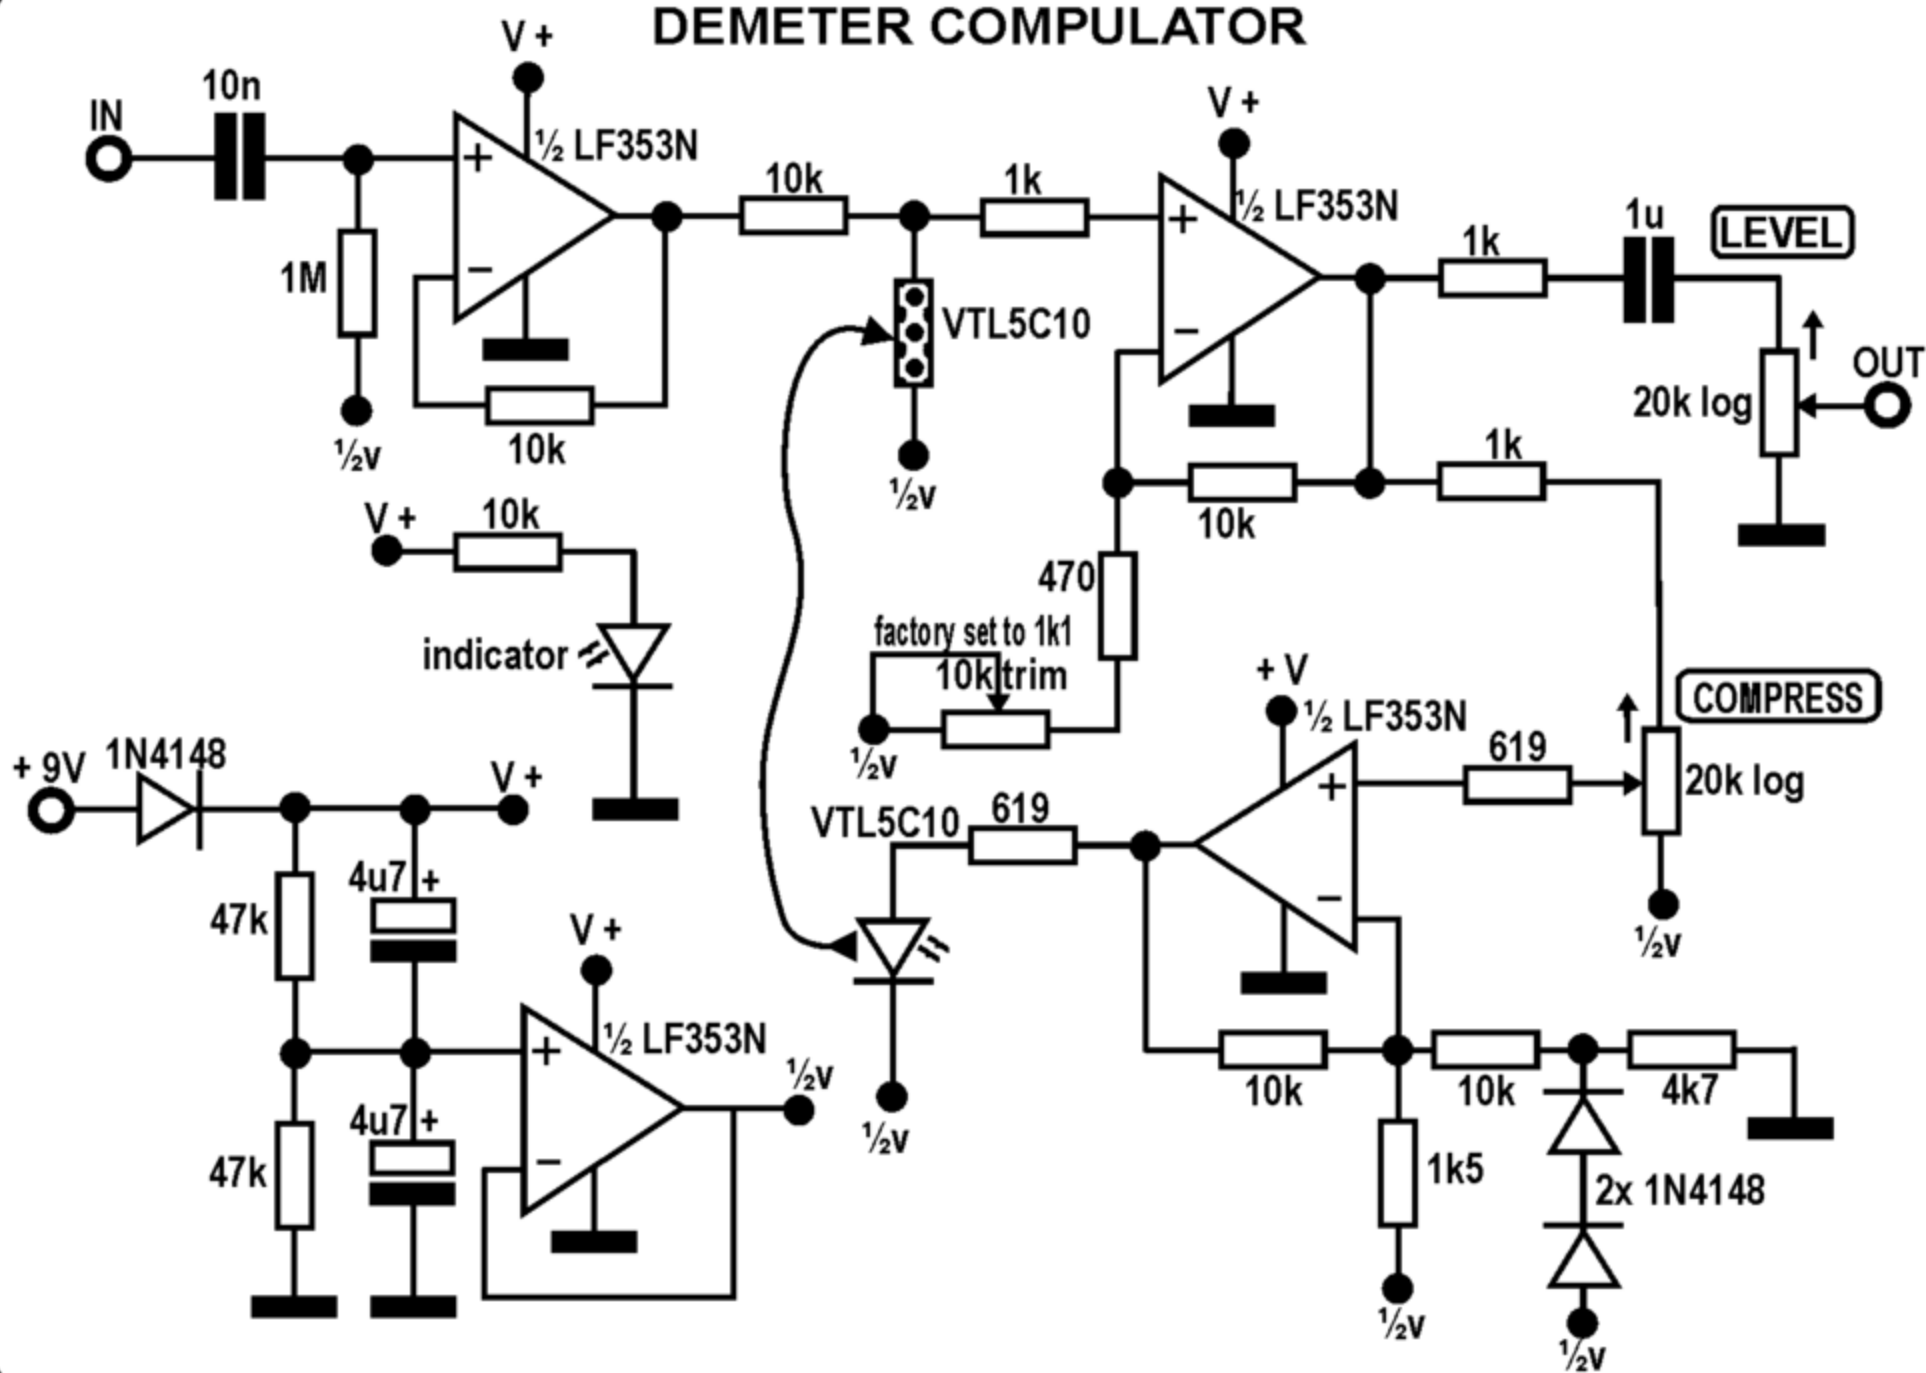 DEMETER COMPULATOR
V +
10n
IN
½ LF353N
+
−
1M
½v
10k
10k
1k
VTL5C10
½v
V +
½ LF353N
+
−
1k
1u
LEVEL
20k log
OUT
10k
1k
470
factory set to 1k1
10k trim
½v
V +
10k
indicator
+ 9V
1N4148
V +
47k
4u7 +
47k
4u7 +
V +
½ LF353N
+
−
½v
VTL5C10
619
½v
+ V
½ LF353N
+
−
619
COMPRESS
20k log
½v
10k
10k
4k7
1k5
½v
2x 1N4148
½v